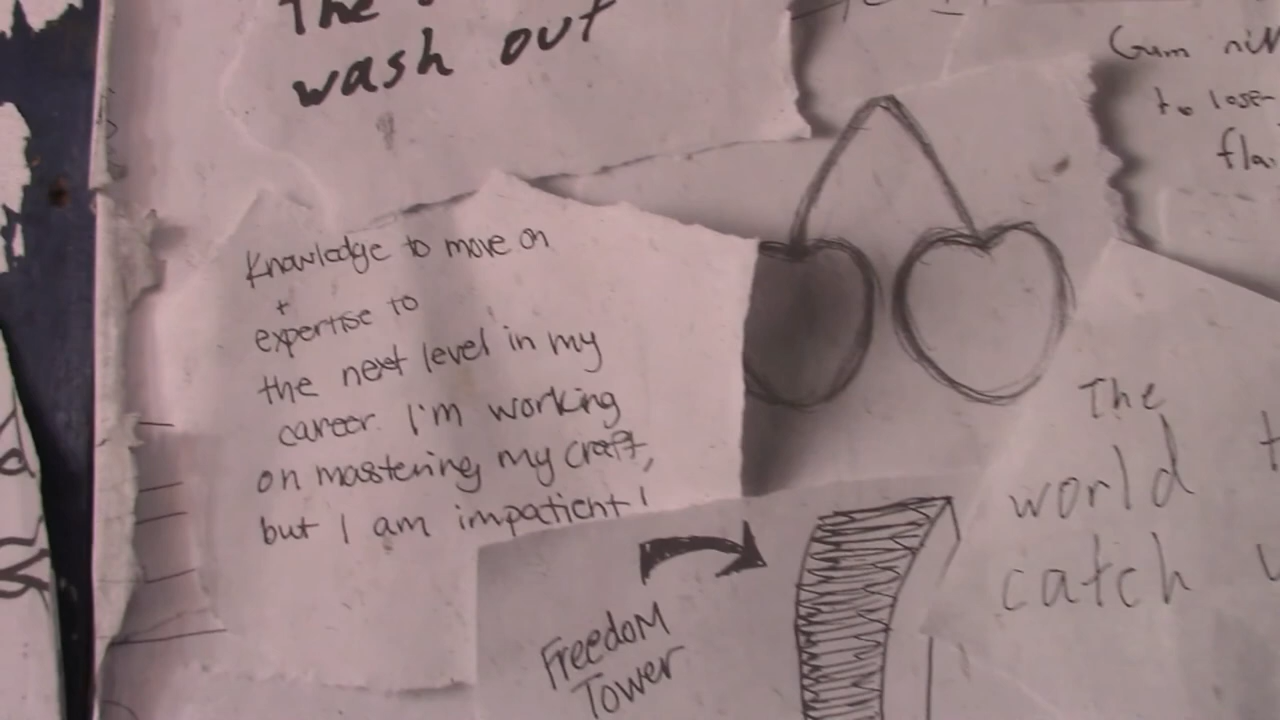 The
wash out
Gum
to lose
Knowledge to move on
+
expertise to
the next level in my
career. I'm working
on mastering my craft,
but I am impatient!
The
world
catch
Freedom
Tower